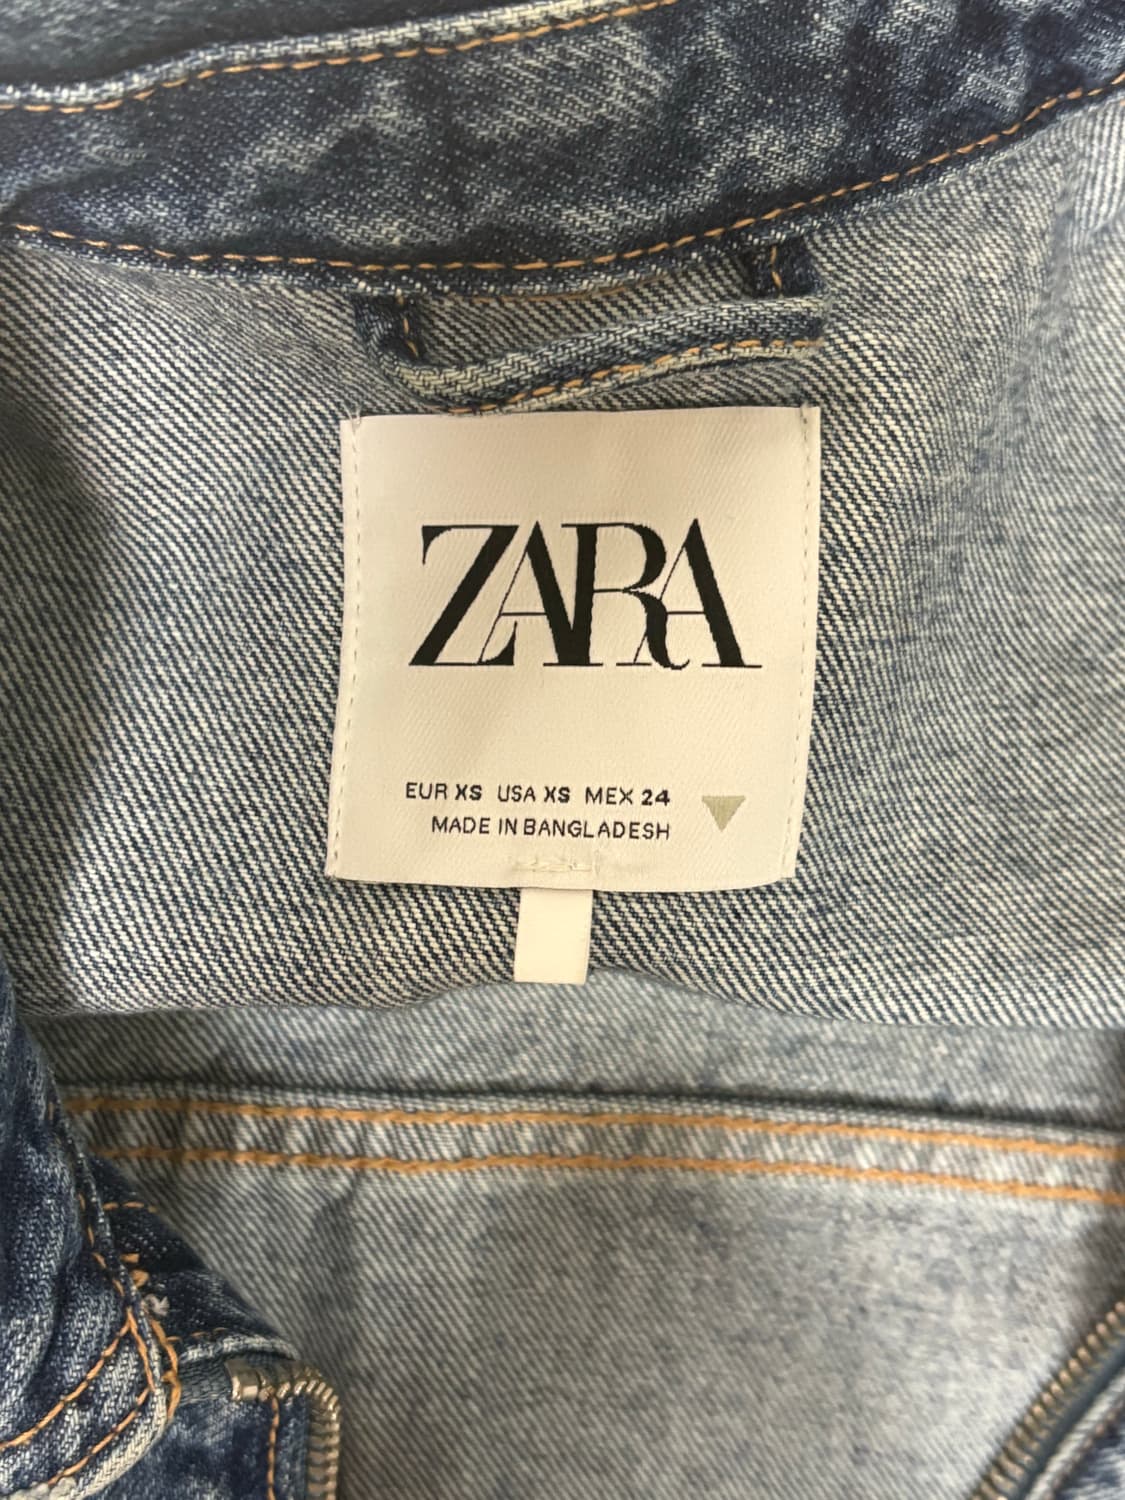 ZARA
EUR XS USA XS MEX 24
MADE IN BANGLADESH